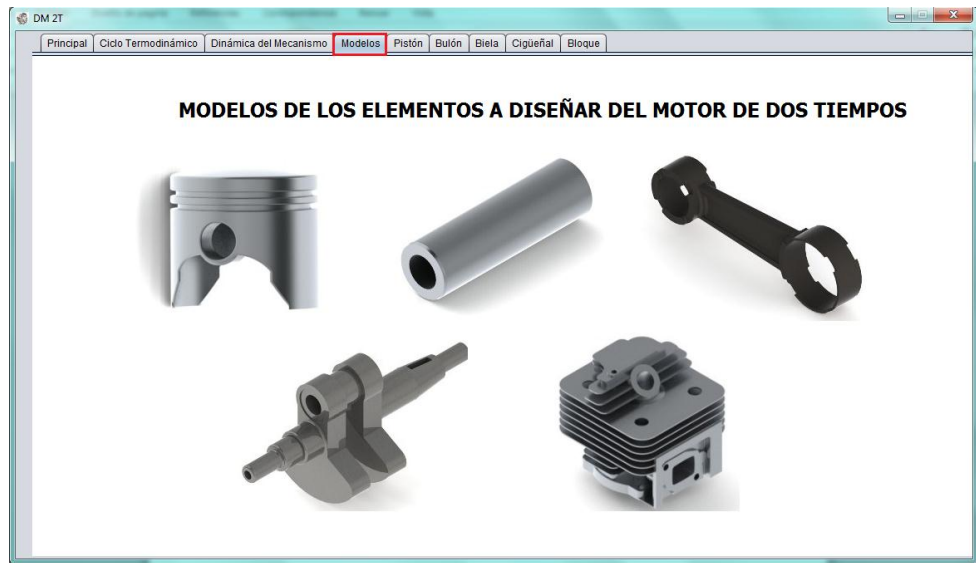 DM 2T
Principal Ciclo Termodinámico Dinámica del Mecanismo Modelos Pistón Bulón Biela Cigüeñal Bloque
MODELOS DE LOS ELEMENTOS A DISEÑAR DEL MOTOR DE DOS TIEMPOS